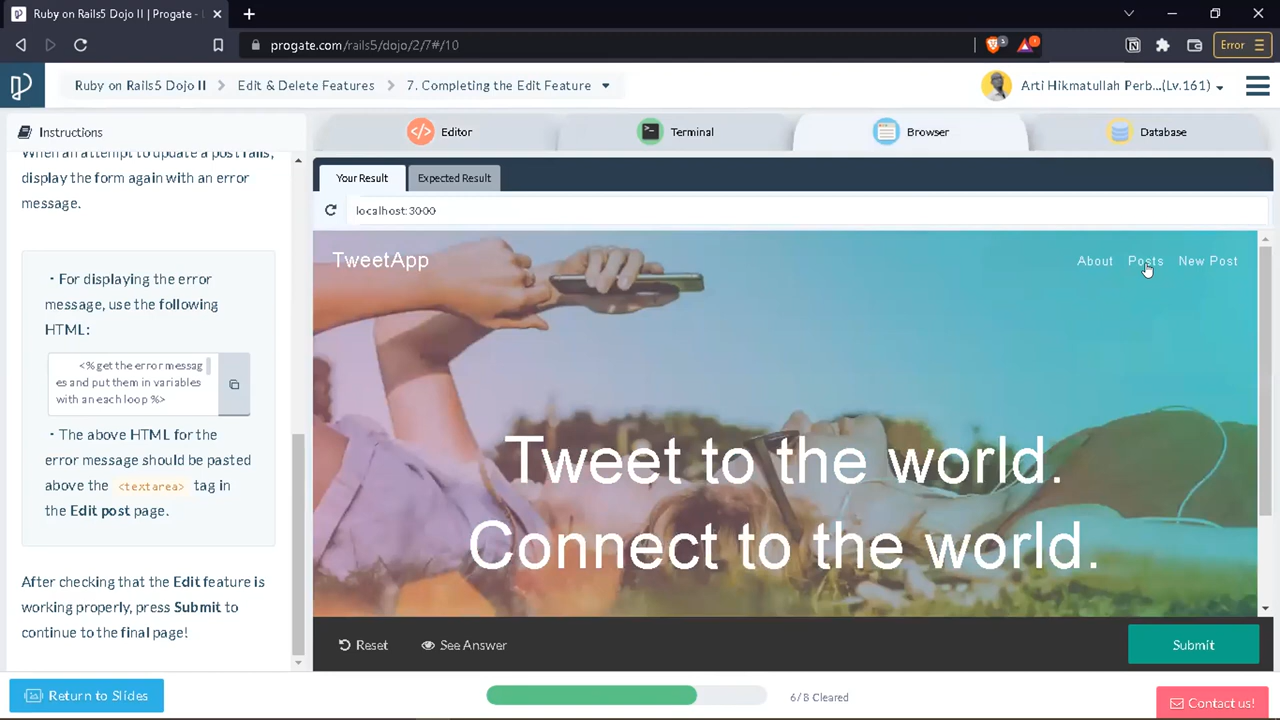 Ruby on Rails5 Dojo II | Progate -
progate.com/rails5/dojo/2/7#/10
Error
Ruby on Rails5 Dojo II
Edit & Delete Features
7. Completing the Edit Feature
Arti Hikmatullah Perb...(Lv.161)
Instructions
Editor
Terminal
Browser
Database
When an attempt to update a post fails,
display the form again with an error
message.
・For displaying the error
message, use the following
HTML:
<% get the error messag
es and put them in variables
with an each loop %>
・The above HTML for the
error message should be pasted
above the <textarea> tag in
the Edit post page.
After checking that the Edit feature is
working properly, press Submit to
continue to the final page!
Your Result
Expected Result
localhost:3000
TweetApp
About
Posts
New Post
Tweet to the world.
Connect to the world.
Reset
See Answer
Submit
Return to Slides
6/8 Cleared
Contact us!